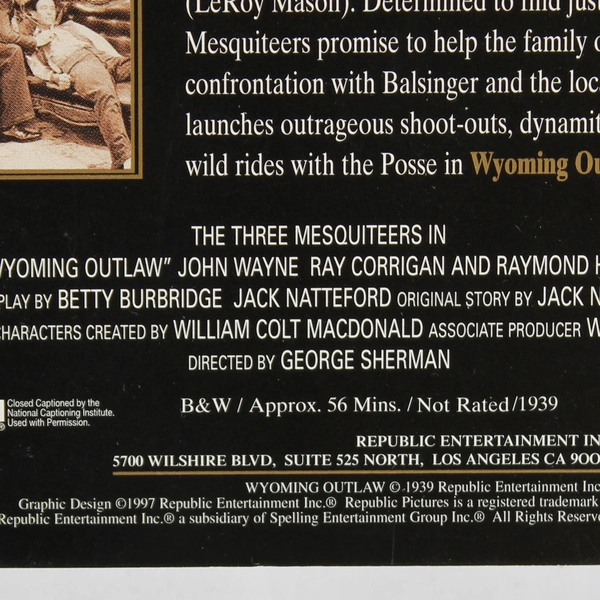 (LeRoy Mason). Determined to find just
Mesquiteers promise to help the family o
confrontation with Balsinger and the loc
launches outrageous shoot-outs, dynamit
wild rides with the Posse in Wyoming Ou
THE THREE MESQUITEERS IN
WYOMING OUTLAW" JOHN WAYNE RAY CORRIGAN AND RAYMOND H
PLAY BY BETTY BURBRIDGE JACK NATTEFORD ORIGINAL STORY BY JACK N
CHARACTERS CREATED BY WILLIAM COLT MACDONALD ASSOCIATE PRODUCER W
DIRECTED BY GEORGE SHERMAN
Closed Captioned by the
National Captioning Institute.
® Used with Permission.
B&W / Approx. 56 Mins. / Not Rated/1939
REPUBLIC ENTERTAINMENT IN
5700 WILSHIRE BLVD, SUITE 525 NORTH, LOS ANGELES CA 900
WYOMING OUTLAW © 1939 Republic Entertainment Inc
Graphic Design ©1997 Republic Entertainment Inc.® Republic Pictures is a registered trademark
Republic Entertainment Inc.® a subsidiary of Spelling Entertainment Group Inc.® All Rights Reserve